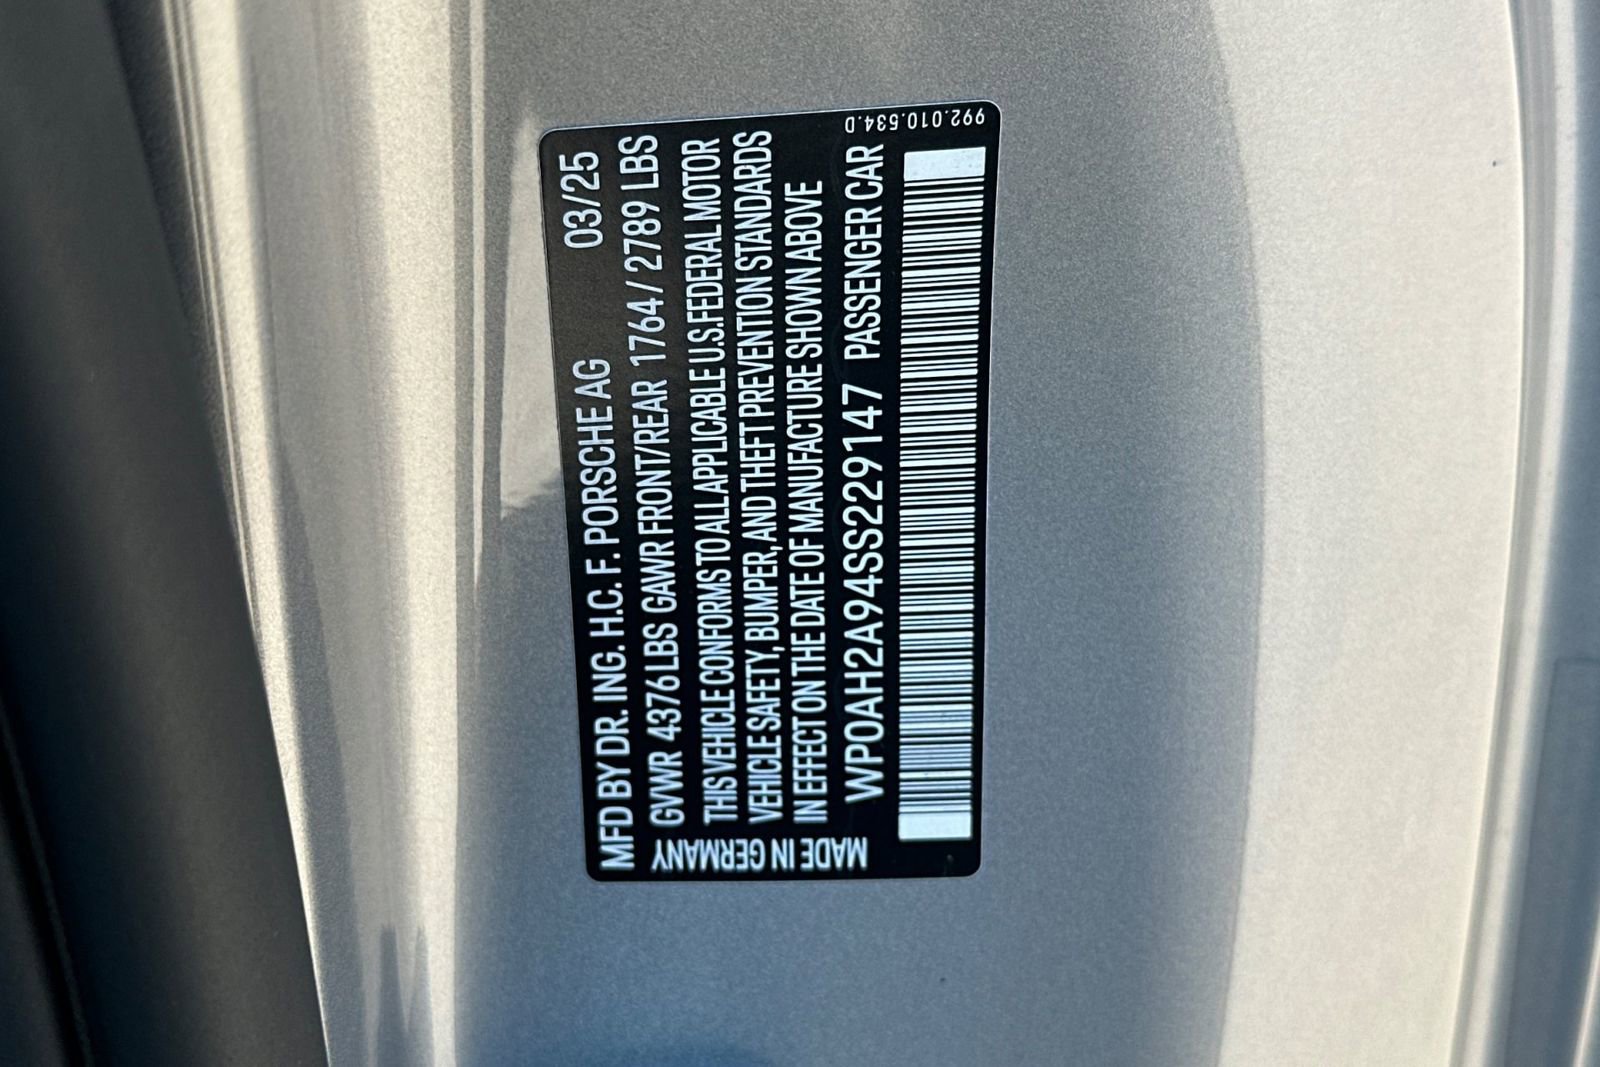 MFD BY DR. ING. H.C. F. PORSCHE AG 03/25
GVWR 4376 LBS GAWR FRONT/REAR 1764 / 2789 LBS
THIS VEHICLE CONFORMS TO ALL APPLICABLE U.S.FEDERAL MOTOR
VEHICLE SAFETY, BUMPER, AND THEFT PREVENTION STANDARDS
IN EFFECT ON THE DATE OF MANUFACTURE SHOWN ABOVE
WP0AH2A94SS229147 PASSENGER CAR
MADE IN GERMANY
992.010.534.D